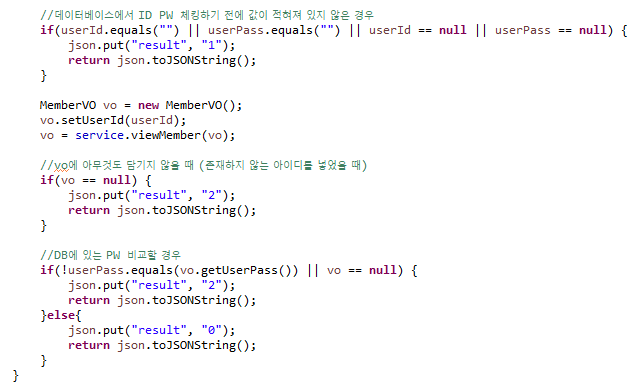 //데이터베이스에서 ID PW 체킹하기 전에 값이 적혀져 있지 않은 경우
if(userId.equals("") || userPass.equals("") || userId == null || userPass == null) {
json.put("result", "1");
return json.toJSONString();
}
MemberVO vo = new MemberVO();
vo.setUserId(userId);
vo = service.viewMember(vo);
//vo에 아무것도 담기지 않을 때 (존재하지 않는 아이디를 넣었을 때)
if(vo == null) {
json.put("result", "2");
return json.toJSONString();
}
//DB에 있는 PW 비교할 경우
if(!userPass.equals(vo.getUserPass()) || vo == null) {
json.put("result", "2");
return json.toJSONString();
}else{
json.put("result", "0");
return json.toJSONString();
}
}